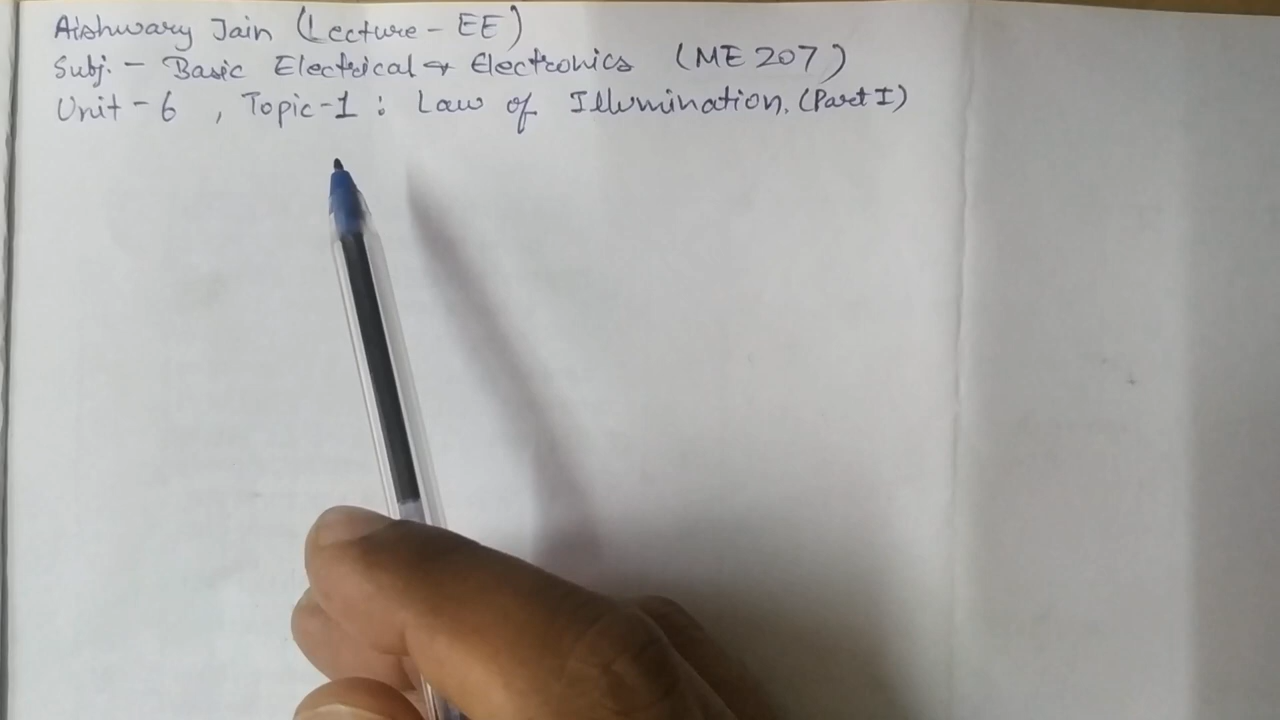 Aishwary Jain (Lecture - EE)
Subj. - Basic Electrical & Electronics (ME 207)
Unit - 6 , Topic-1 : Law of Illumination. (Part I)